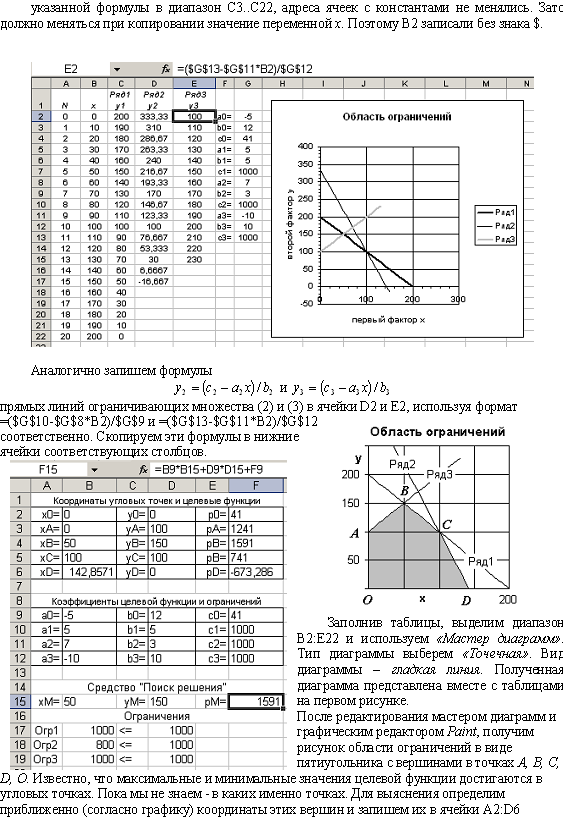 указанной формулы в диапазон С3..С22, адреса ячеек с константами не менялись. Зато
должно меняться при копировании значение переменной x. Поэтому В2 записали без знака $.
E2 fx =($G$13-$G$11*B2)/$G$12
A B C D E F G H I J K L M N
1 N x Ряд1 y1 Ряд2 y2 Ряд3 y3
2 0 0 200 333,33 100 a0= -5
3 1 10 190 310 110 b0= 12
4 2 20 180 286,67 120 c0= 41
5 3 30 170 263,33 130 a1= 5
6 4 40 160 240 140 b1= 5
7 5 50 150 216,67 150 c1= 1000
8 6 60 140 193,33 160 a2= 7
9 7 70 130 170 170 b2= 3
10 8 80 120 146,67 180 c2= 1000
11 9 90 110 123,33 190 a3= -10
12 10 100 100 100 200 b3= 10
13 11 110 90 76,667 210 c3= 1000
14 12 120 80 53,333 220
15 13 130 70 30 230
16 14 140 60 6,6667
17 15 150 50 -16,667
18 16 160 40
19 17 170 30
20 18 180 20
21 19 190 10
22 20 200 0
Область ограничений
второй фактор y
400
350
300
250
200
150
100
50
0
-50
0 100 200 300
первый фактор x
Ряд1
Ряд2
Ряд3
Аналогично запишем формулы
y2 = (c2 − a2x)/b2 и y3 = (c3 − a3x)/b3
прямых линий ограничивающих множества (2) и (3) в ячейки D2 и E2, используя формат
=($G$10-$G$8*B2)/$G$9 и =($G$13-$G$11*B2)/$G$12
соответственно. Скопируем эти формулы в нижние
ячейки соответствующих столбцов.
F15 fx =B9*B15+D9*D15+F9
A B C D E F
1 Координаты угловых точек и целевые функции
2 x0= 0 y0= 0 p0= 41
3 xA= 0 yA= 100 pA= 1241
4 xB= 50 yB= 150 pB= 1591
5 xC= 100 yC= 100 pC= 741
6 xD= 142,8571 yD= 0 pD= -673,286
7
8 Коэффициенты целевой функции и ограничений
9 a0= -5 b0= 12 c0= 41
10 a1= 5 b1= 5 c1= 1000
11 a2= 7 b2= 3 c2= 1000
12 a3= -10 b3= 10 c3= 1000
13
14 Средство "Поиск решения"
15 xM= 50 yM= 150 pM= 1591
16 Ограничения
17 Огр1 1000 <= 1000
18 Огр2 800 <= 1000
19 Огр3 1000 <= 1000
Область ограничений
y
200
150
A
50
O x D 200
Ряд2
Ряд3
B
C
Ряд1
Заполнив таблицы, выделим диапазон
B2:E22 и используем «Мастер диаграмм».
Тип диаграммы выберем «Точечная». Вид
диаграммы – гладкая линия. Полученная
диаграмма представлена вместе с таблицами
на первом рисунке.
После редактирования мастером диаграмм и
графическим редактором Paint, получим
рисунок области ограничений в виде
пятиугольника с вершинами в точках A, B, C,
D, O. Известно, что максимальные и минимальные значения целевой функции достигаются в
угловых точках. Пока мы не знаем - в каких именно точках. Для выяснения определим
приближенно (согласно графику) координаты этих вершин и запишем их в ячейки A2:D6